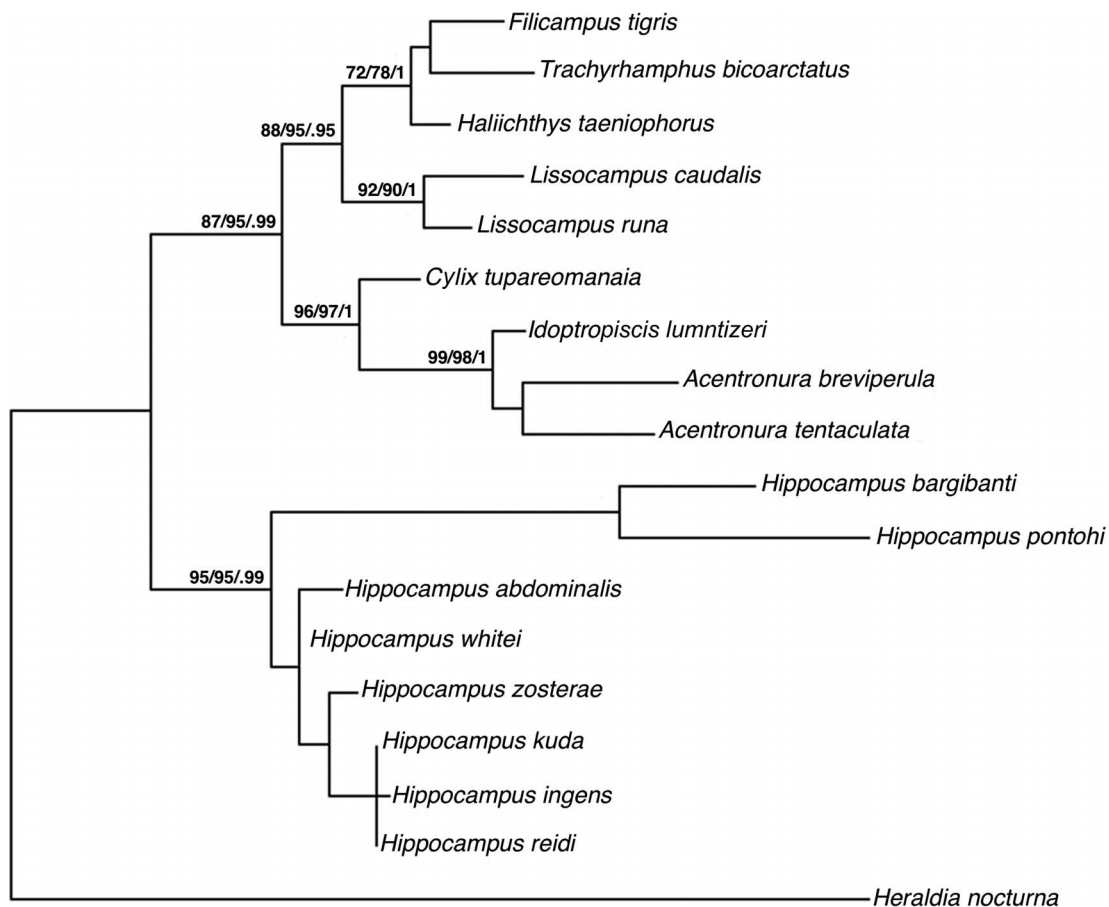 Filicampus tigris
Trachyrhamphus bicoarctatus
72/78/1
Haliichthys taeniophorus
88/95/.95
Lissocampus caudalis
92/90/1
Lissocampus runa
87/95/.99
Cylix tupareomanaia
96/97/1
Idoptropiscis lumntizeri
99/98/1
Acentronura breviperula
Acentronura tentaculata
Hippocampus bargibanti
Hippocampus pontohi
95/95/.99
Hippocampus abdominalis
Hippocampus whitei
Hippocampus zosterae
Hippocampus kuda
Hippocampus ingens
Hippocampus reidi
Heraldia nocturna